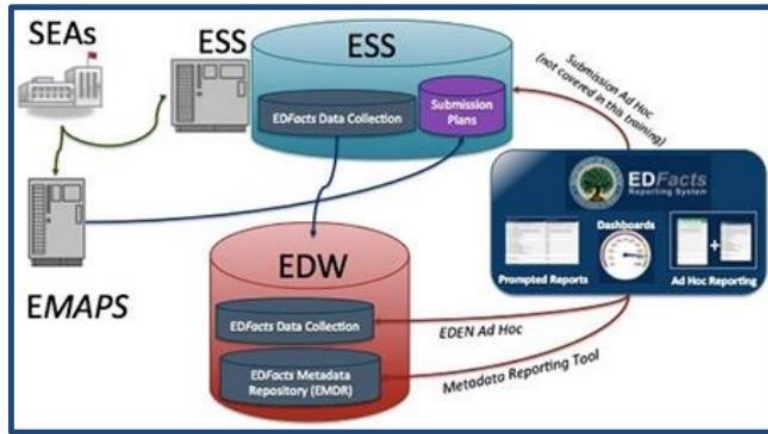 SEAs
ESS
ESS
EDFacts Data Collection
Submission
Plans
Submission Ad Hoc
(not covered in this
training)
EMAPS
EDW
EDFacts Data Collection
EDFacts Metadata
Repository (EMDR)
EDFacts
Reporting System
Dashboards
Prompted Reports
Ad Hoc Reporting
EDEN Ad Hoc
Metadata Reporting Tool